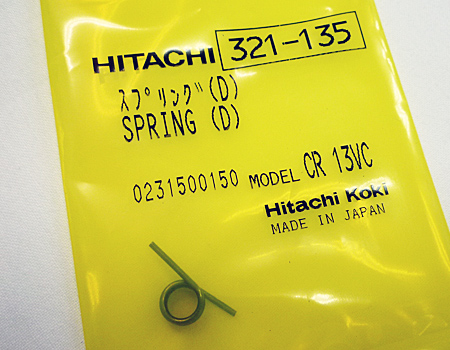 HITACHI 321-135
ｽﾌﾟﾘﾝｸﾞ(D)
SPRING (D)
0231500150 MODEL CR 13VC
Hitachi Koki
MADE IN JAPAN